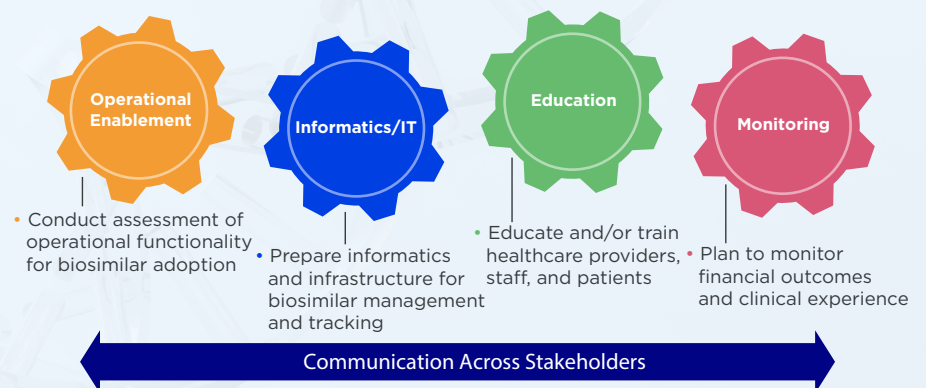 Operational
Enablement
Informatics/IT
Education
Monitoring
• Conduct assessment of
operational functionality
for biosimilar adoption
• Prepare informatics
and infrastructure for
biosimilar management
and tracking
• Educate and/or train
healthcare providers,
staff, and patients
• Plan to monitor
financial outcomes
and clinical experience
Communication Across Stakeholders